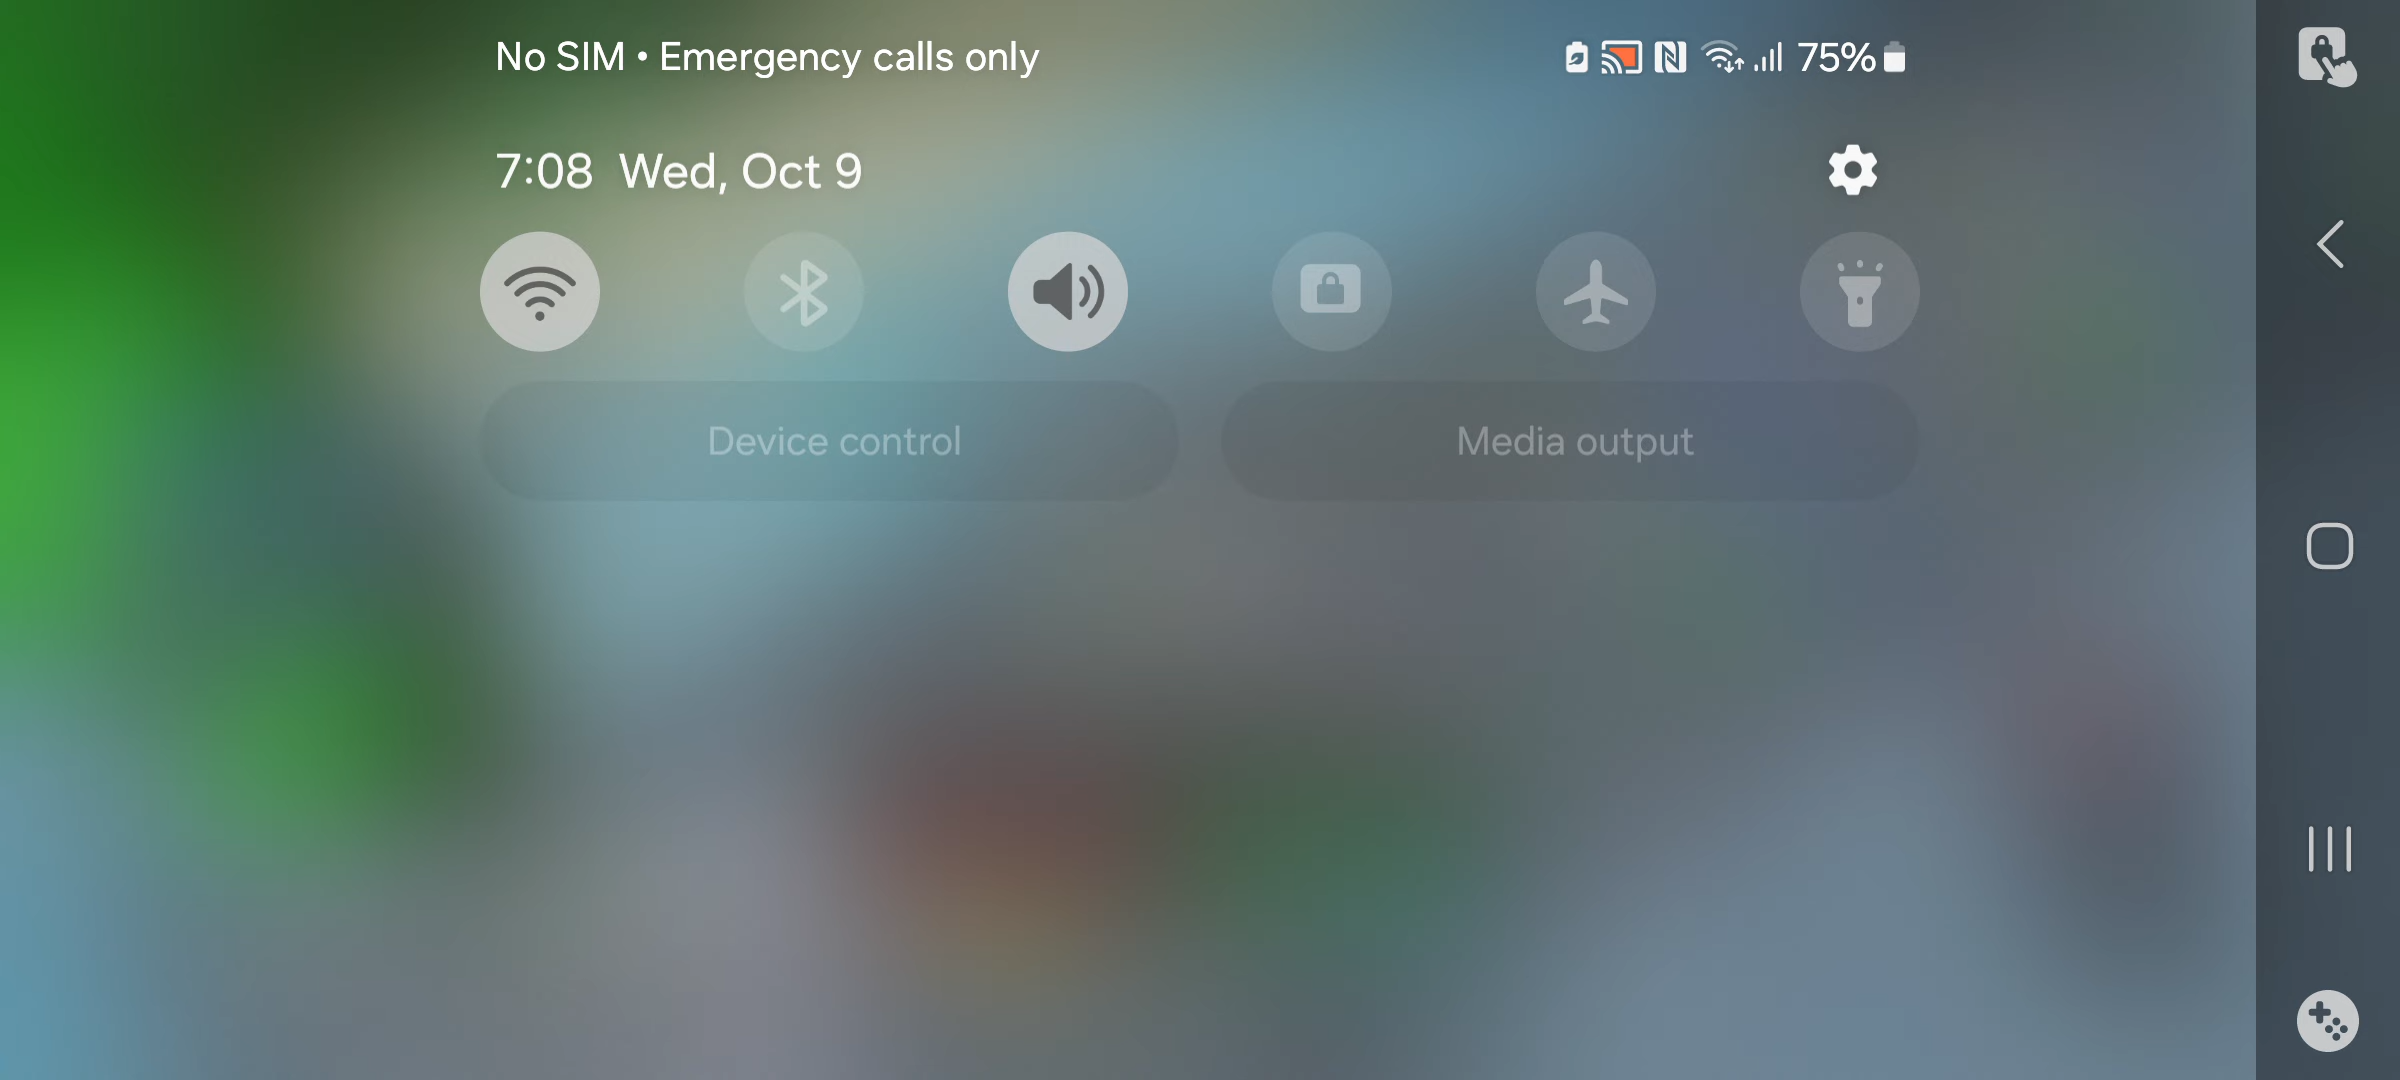 No SIM • Emergency calls only
75%
7:08 Wed, Oct 9
Device control
Media output